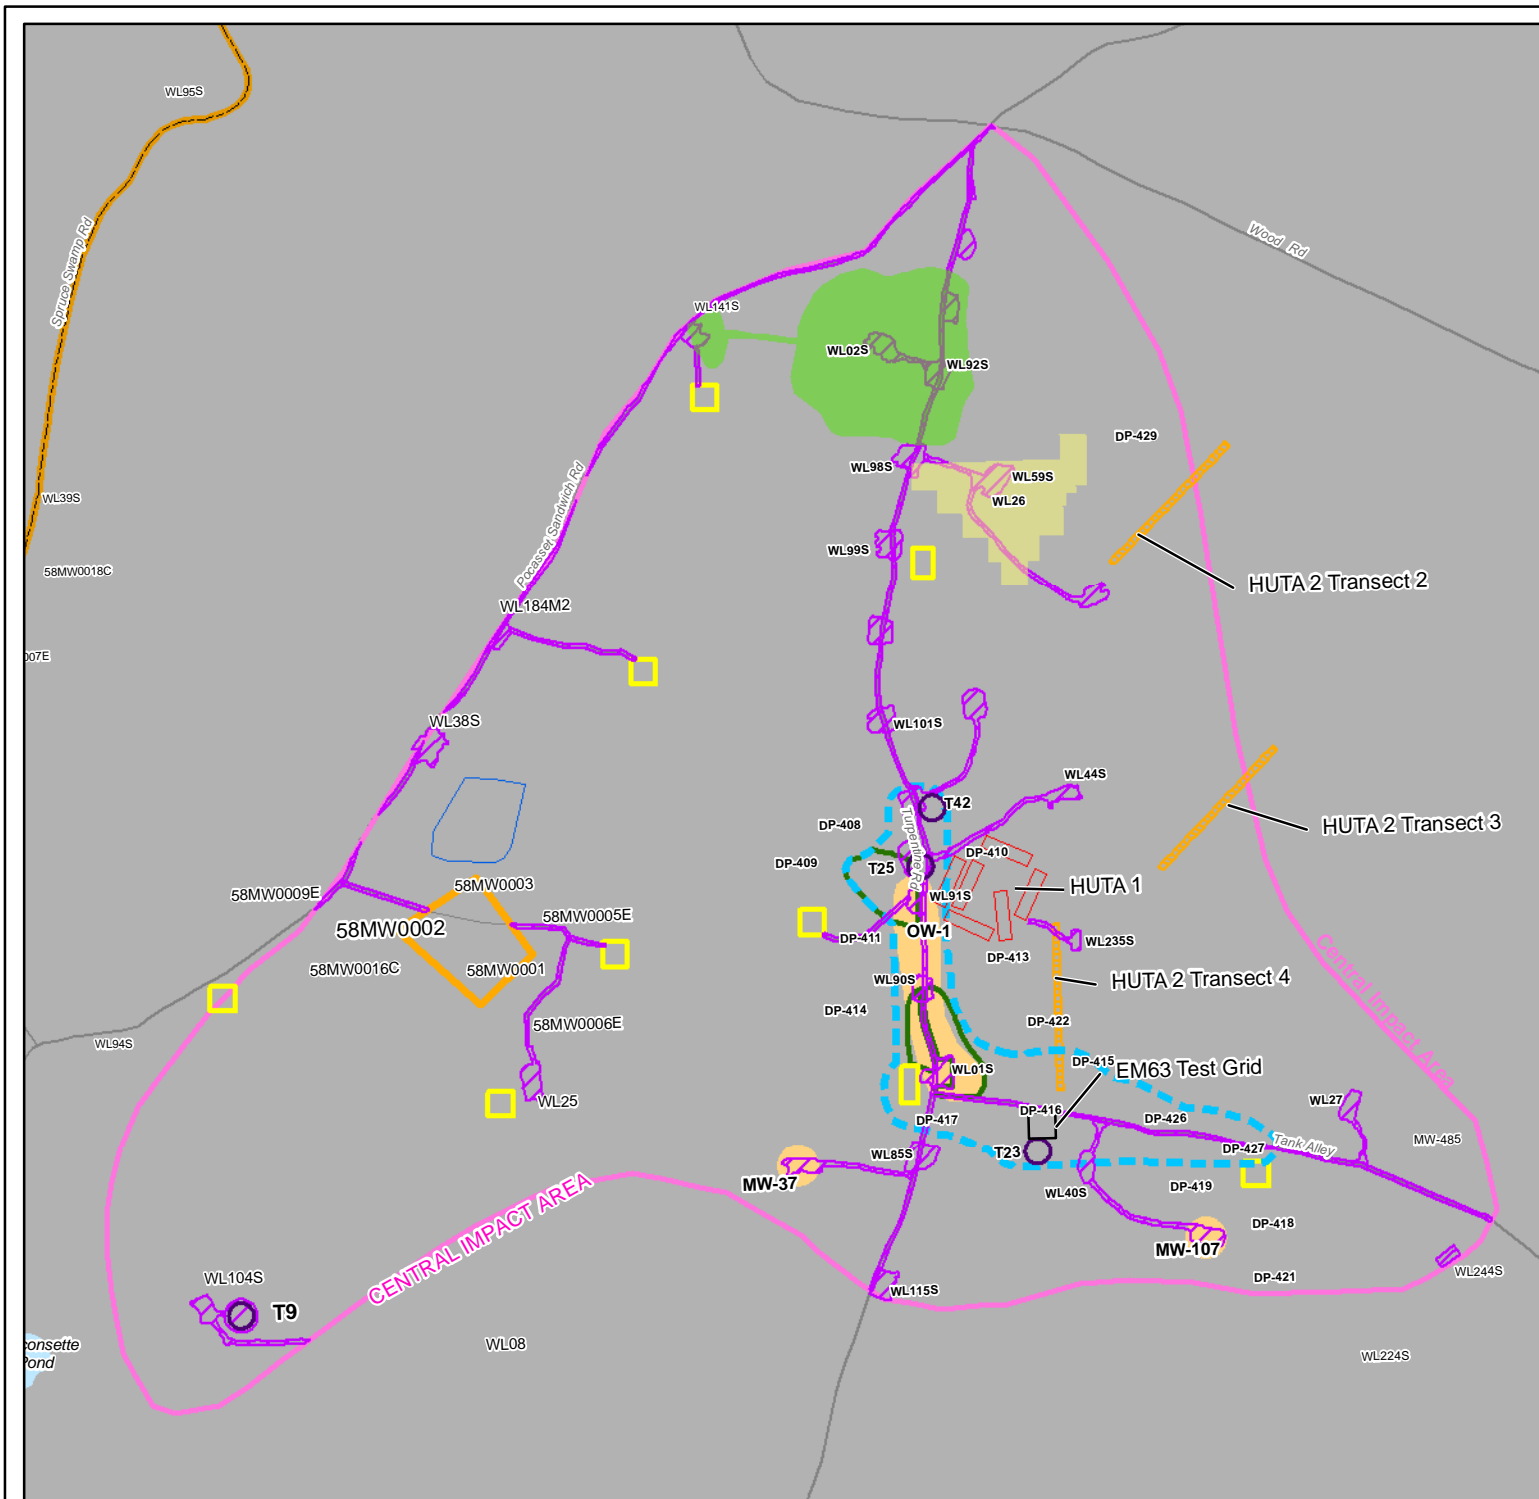 WL95S
Spruce Swamp Rd
Wood Rd
WL141S
WL02S
WL92S
DP-429
WL98S
WL59S
WL26
WL39S
Pocasset Sandwich Rd
WL99S
58MW0018C
HUTA 2 Transect 2
WL184M2
007E
WL38S
WL101S
WL44S
T42
DP-408
Turpentine Rd
HUTA 2 Transect 3
DP-410
DP-409
T25
58MW0003
HUTA 1
58MW0009E
WL91S
58MW0005E
58MW0002
OW-1
DP-411
WL235S
DP-413
58MW0016C
58MW0001
WL90S
HUTA 2 Transect 4
Central Impact Area
DP-414
DP-422
58MW0006E
WL94S
DP-415
WL01S
EM63 Test Grid
WL25
WL27
DP-416
DP-417
DP-426
Tank Alley
MW-485
DP-427
WL85S
T23
MW-37
DP-419
WL40S
CENTRAL IMPACT AREA
DP-418
MW-107
WL104S
DP-421
WL244S
WL115S
T9
consette
Pond
WL08
WL224S